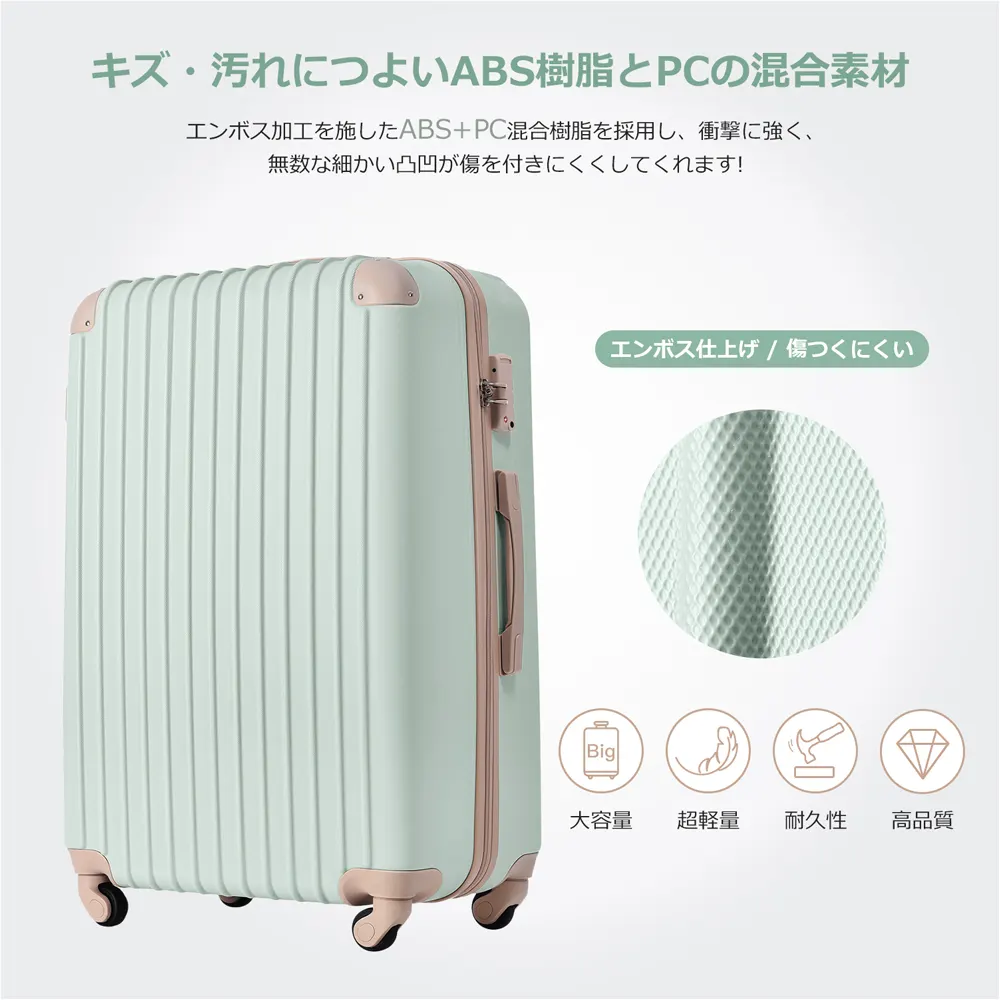 キズ・汚れにつよいABS樹脂とPCの混合素材
エンボス加工を施したABS+PC混合樹脂を採用し、衝撃に強く、
無数な細かい凸凹が傷を付きにくくしてくれます!
エンボス仕上げ / 傷つくにくい
Big
大容量
超軽量
耐久性
高品質